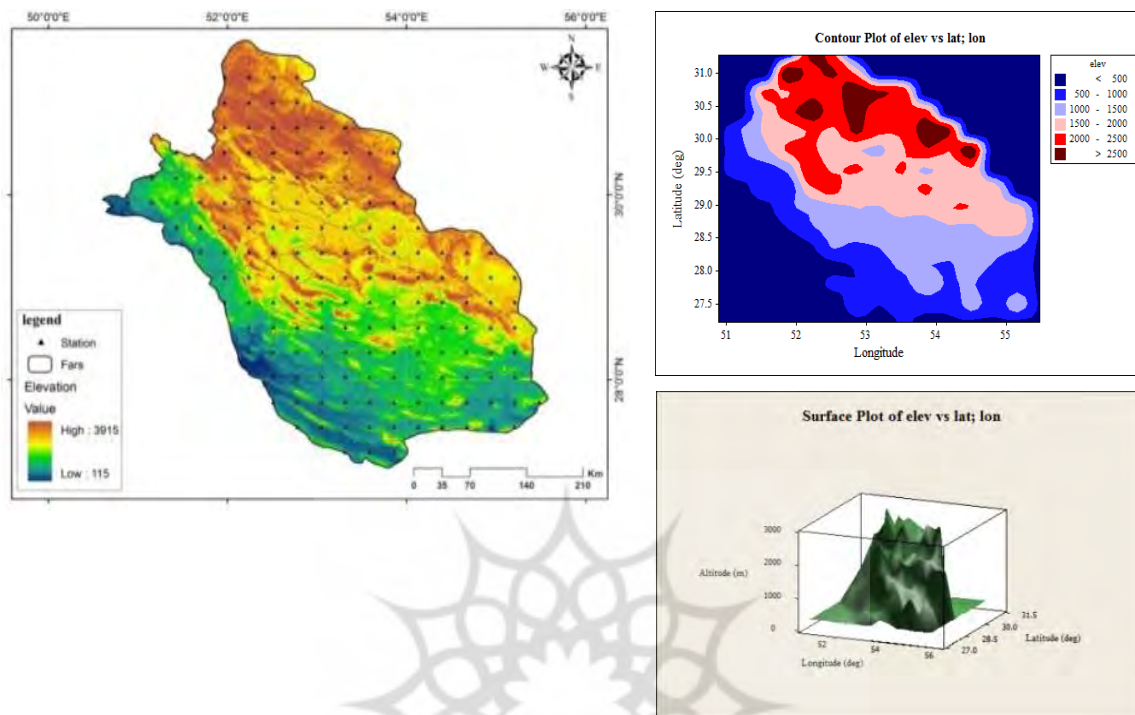 50°0'0"E
52°0'0"E
54°0'0"E
56°0'0"E
N
W
E
S
30°0'0"N
28°0'0"N
legend
Station
Fars
Elevation
Value
High : 3915
Low : 115
Km
0 35 70 140 210
Contour Plot of elev vs lat; lon
elev
< 500
500 - 1000
1000 - 1500
1500 - 2000
2000 - 2500
> 2500
Latitude (deg)
31.0
30.5
30.0
29.5
29.0
28.5
28.0
27.5
51 52 53 54 55
Longitude
Surface Plot of elev vs lat; lon
Altitude (m)
3000
2000
1000
0
52
54
56
Longitude (deg)
27.0
28.5
30.0
31.5
Latitude (deg)